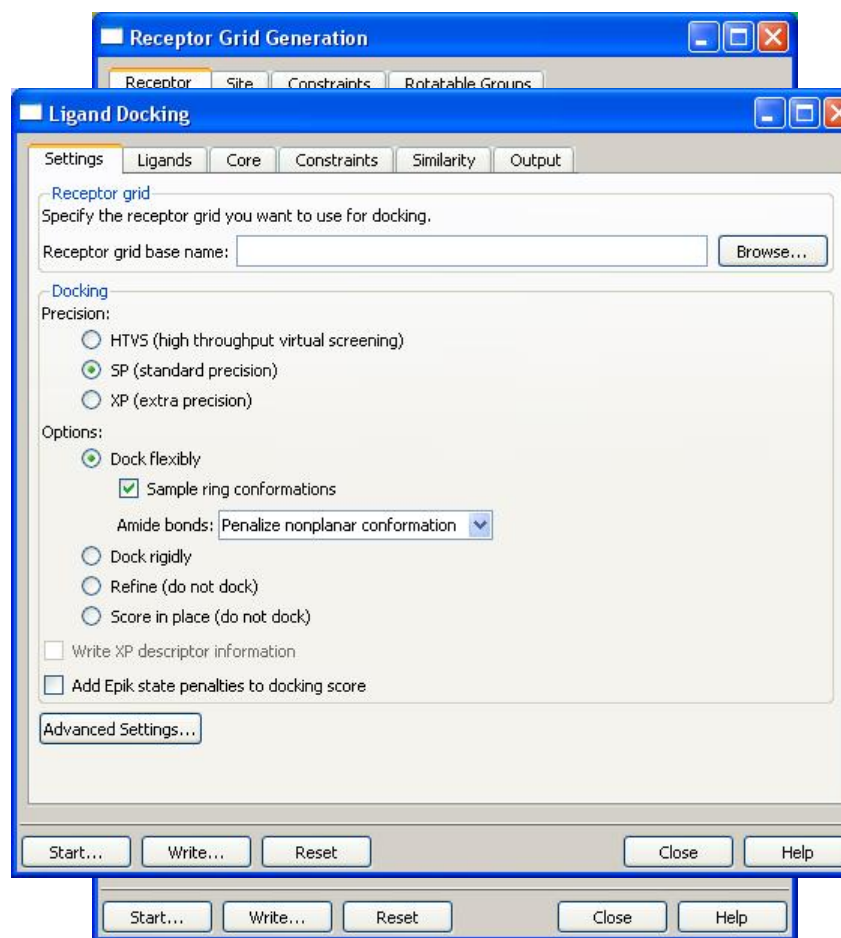 Receptor Grid Generation
Receptor Site Constraints Rotatable Groups
Ligand Docking
Settings Ligands Core Constraints Similarity Output
Receptor grid
Specify the receptor grid you want to use for docking.
Receptor grid base name: Browse...
Docking
Precision:
HTVS (high throughput virtual screening)
SP (standard precision)
XP (extra precision)
Options:
Dock flexibly
Sample ring conformations
Amide bonds: Penalize nonplanar conformation
Dock rigidly
Refine (do not dock)
Score in place (do not dock)
Write XP descriptor information
Add Epik state penalties to docking score
Advanced Settings...
Start... Write... Reset Close Help
Start... Write... Reset Close Help